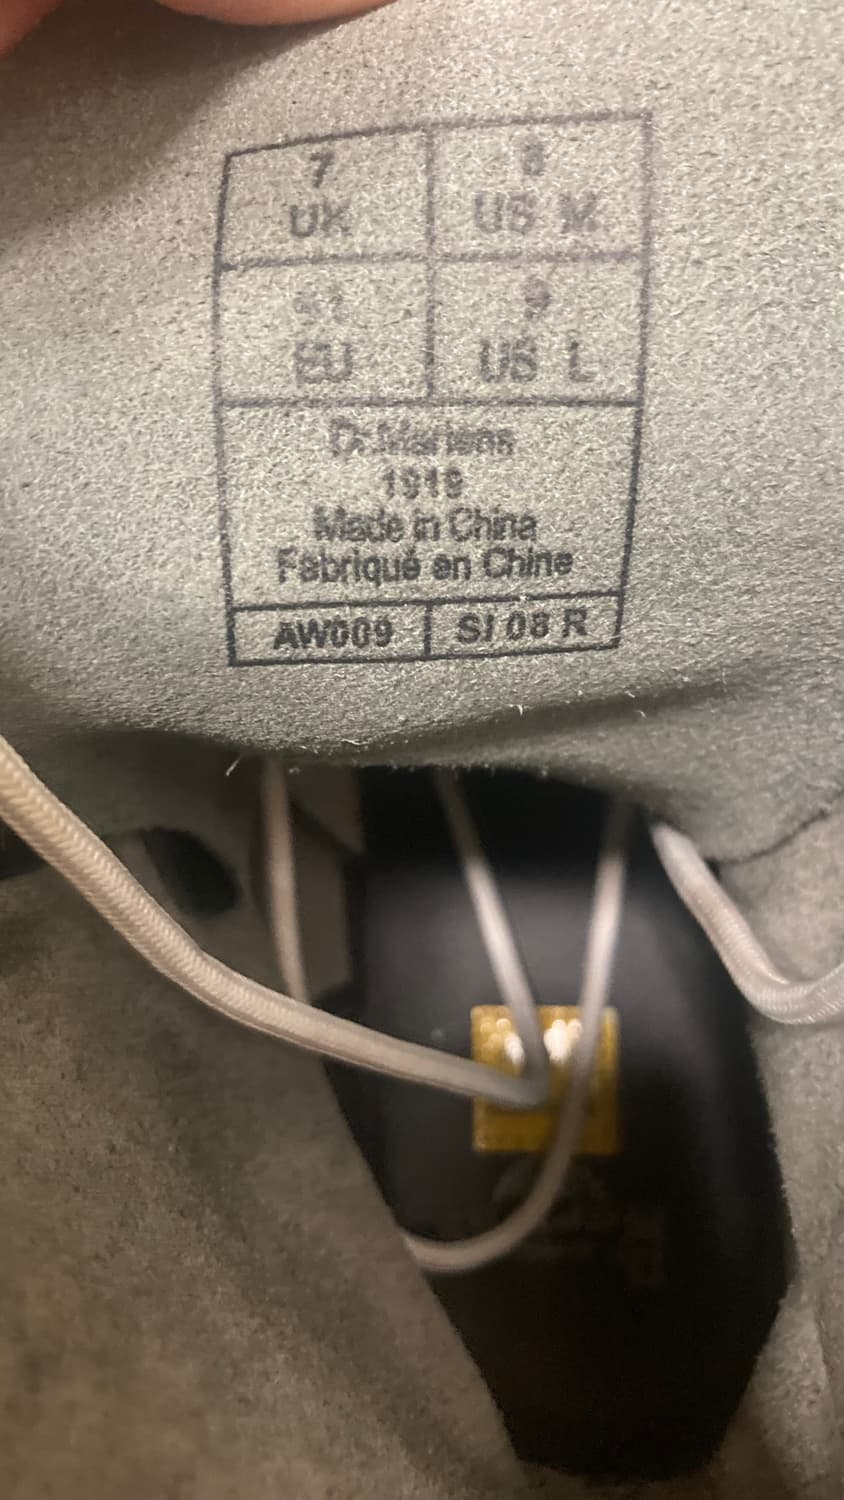 7
UK
8
US M
41
EU
9
US L
Dr.Martens
1919
Made in China
Fabriqué en Chine
AW009
SI 08 R